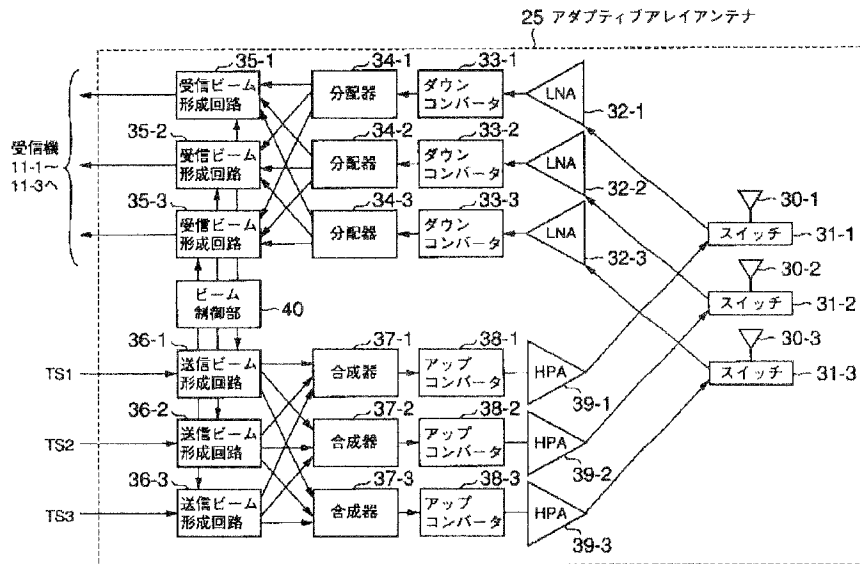 25 アダプティブアレイアンテナ
35-1
34-1
33-1
受信ビーム
形成回路
分配器
ダウン
コンバータ
LNA
32-1
35-2
34-2
33-2
受信機
11-1～
11-3へ
受信ビーム
形成回路
分配器
ダウン
コンバータ
LNA
32-2
35-3
34-3
33-3
受信ビーム
形成回路
分配器
ダウン
コンバータ
LNA
32-3
30-1
スイッチ
31-1
30-2
スイッチ
31-2
30-3
スイッチ
31-3
ビーム
制御部
40
36-1
37-1
38-1
TS1
送信ビーム
形成回路
合成器
アップ
コンバータ
HPA
39-1
36-2
37-2
38-2
TS2
送信ビーム
形成回路
合成器
アップ
コンバータ
HPA
39-2
36-3
37-3
38-3
TS3
送信ビーム
形成回路
合成器
アップ
コンバータ
HPA
39-3